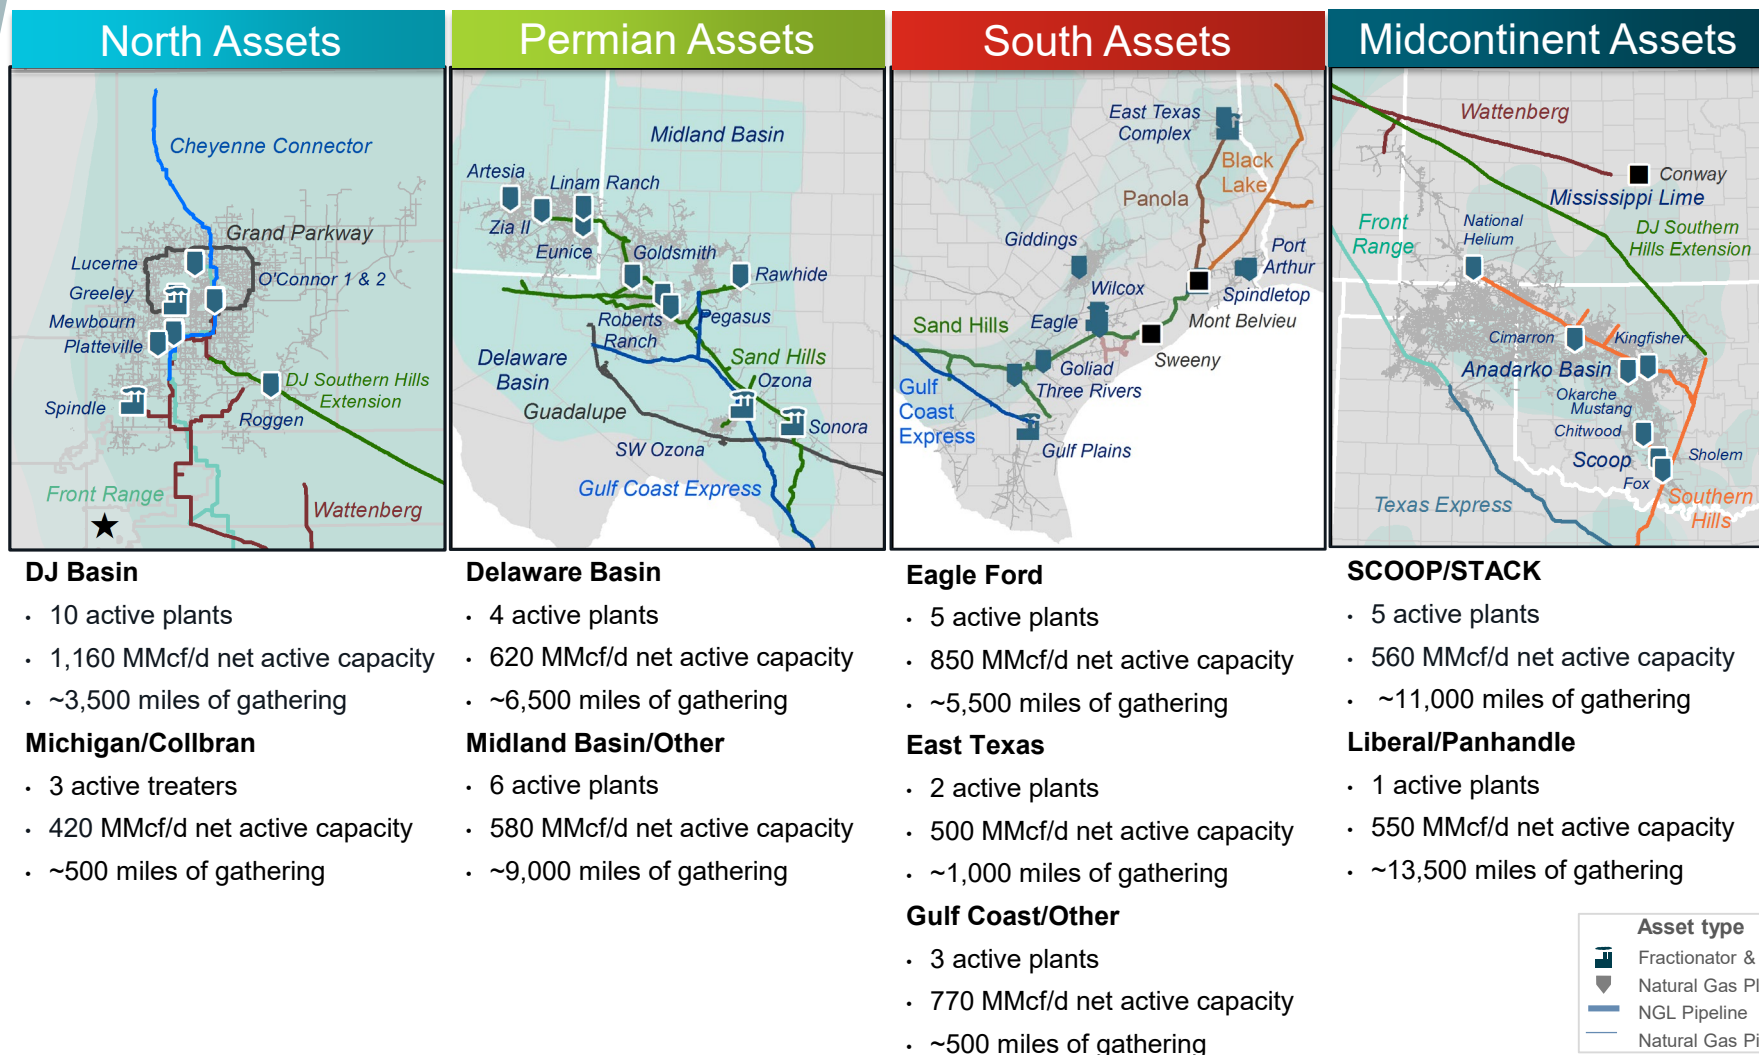 North Assets
Cheyenne Connector
Grand Parkway
Lucerne
O'Connor 1 & 2
Greeley
Mewbourn
Platteville
DJ Southern Hills
Extension
Spindle
Roggen
Front Range
Wattenberg
DJ Basin
• 10 active plants
• 1,160 MMcf/d net active capacity
• ~3,500 miles of gathering
Michigan/Collbran
• 3 active treaters
• 420 MMcf/d net active capacity
• ~500 miles of gathering
Permian Assets
Midland Basin
Artesia
Linam Ranch
Zia II
Eunice
Goldsmith
Rawhide
Roberts
Ranch
Pegasus
Delaware
Basin
Sand Hills
Ozona
Guadalupe
Sonora
SW Ozona
Gulf Coast Express
Delaware Basin
• 4 active plants
• 620 MMcf/d net active capacity
• ~6,500 miles of gathering
Midland Basin/Other
• 6 active plants
• 580 MMcf/d net active capacity
• ~9,000 miles of gathering
South Assets
East Texas
Complex
Black
Lake
Panola
Giddings
Port
Arthur
Wilcox
Spindletop
Eagle
Mont Belvieu
Sand Hills
Sweeny
Goliad
Three Rivers
Gulf
Coast
Express
Gulf Plains
Eagle Ford
• 5 active plants
• 850 MMcf/d net active capacity
• ~5,500 miles of gathering
East Texas
• 2 active plants
• 500 MMcf/d net active capacity
• ~1,000 miles of gathering
Gulf Coast/Other
• 3 active plants
• 770 MMcf/d net active capacity
• ~500 miles of gathering
Midcontinent Assets
Wattenberg
Conway
Mississippi Lime
Front
Range
National
Helium
DJ Southern
Hills Extension
Cimarron
Kingfisher
Anadarko Basin
Okarche
Mustang
Chitwood
Scoop
Sholem
Fox
Southern
Hills
Texas Express
SCOOP/STACK
• 5 active plants
• 560 MMcf/d net active capacity
• ~11,000 miles of gathering
Liberal/Panhandle
• 1 active plants
• 550 MMcf/d net active capacity
• ~13,500 miles of gathering
Asset type
Fractionator &
Natural Gas Pl
NGL Pipeline
Natural Gas Pi